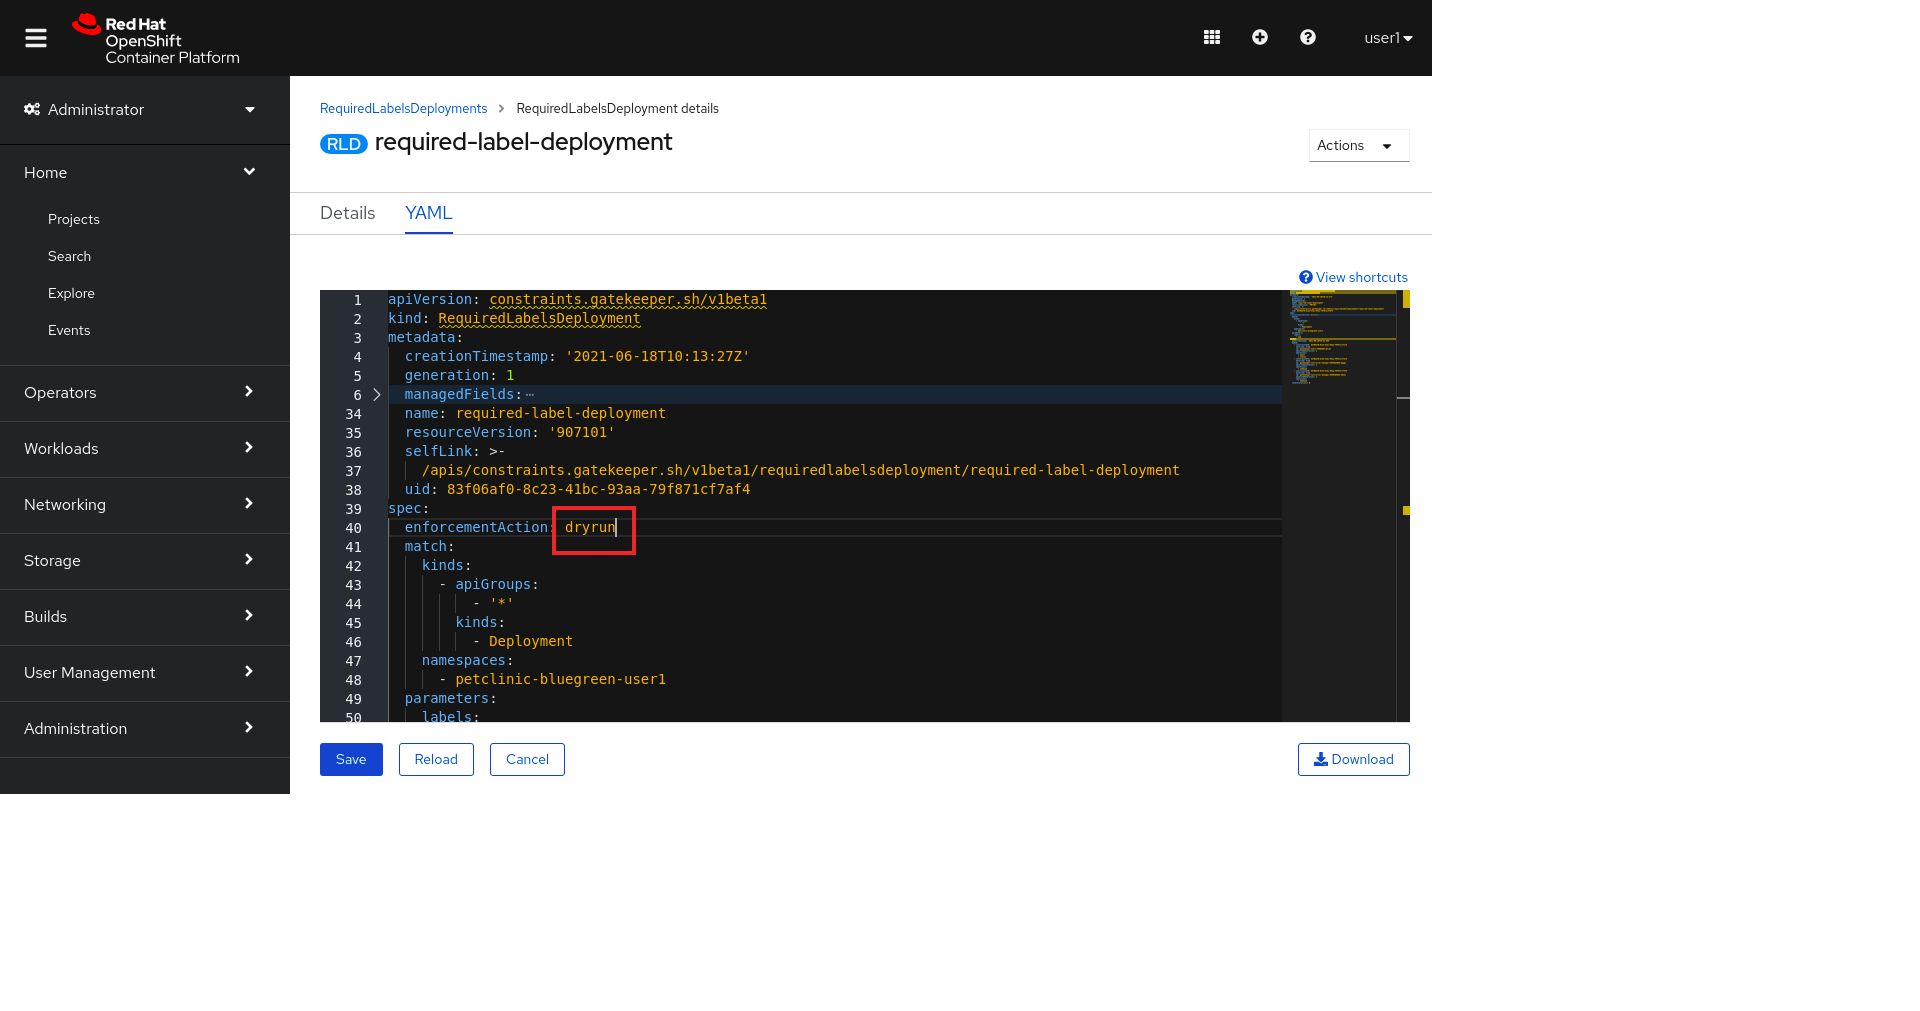 Red Hat
OpenShift
Container Platform
user1
Administrator
Home
Projects
Search
Explore
Events
Operators
Workloads
Networking
Storage
Builds
User Management
Administration
RequiredLabelsDeployments > RequiredLabelsDeployment details
RLD required-label-deployment
Actions
Details YAML
View shortcuts
1 apiVersion: constraints.gatekeeper.sh/v1beta1
2 kind: RequiredLabelsDeployment
3 metadata:
4 creationTimestamp: '2021-06-18T10:13:27Z'
5 generation: 1
6 managedFields:…
34 name: required-label-deployment
35 resourceVersion: '907101'
36 selfLink: >-
37 /apis/constraints.gatekeeper.sh/v1beta1/requiredlabelsdeployment/required-label-deployment
38 uid: 83f06af0-8c23-41bc-93aa-79f871cf7af4
39 spec:
40 enforcementAction: dryrun
41 match:
42 kinds:
43 - apiGroups:
44 - '*'
45 kinds:
46 - Deployment
47 namespaces:
48 - petclinic-bluegreen-user1
49 parameters:
50 labels:
Save Reload Cancel Download